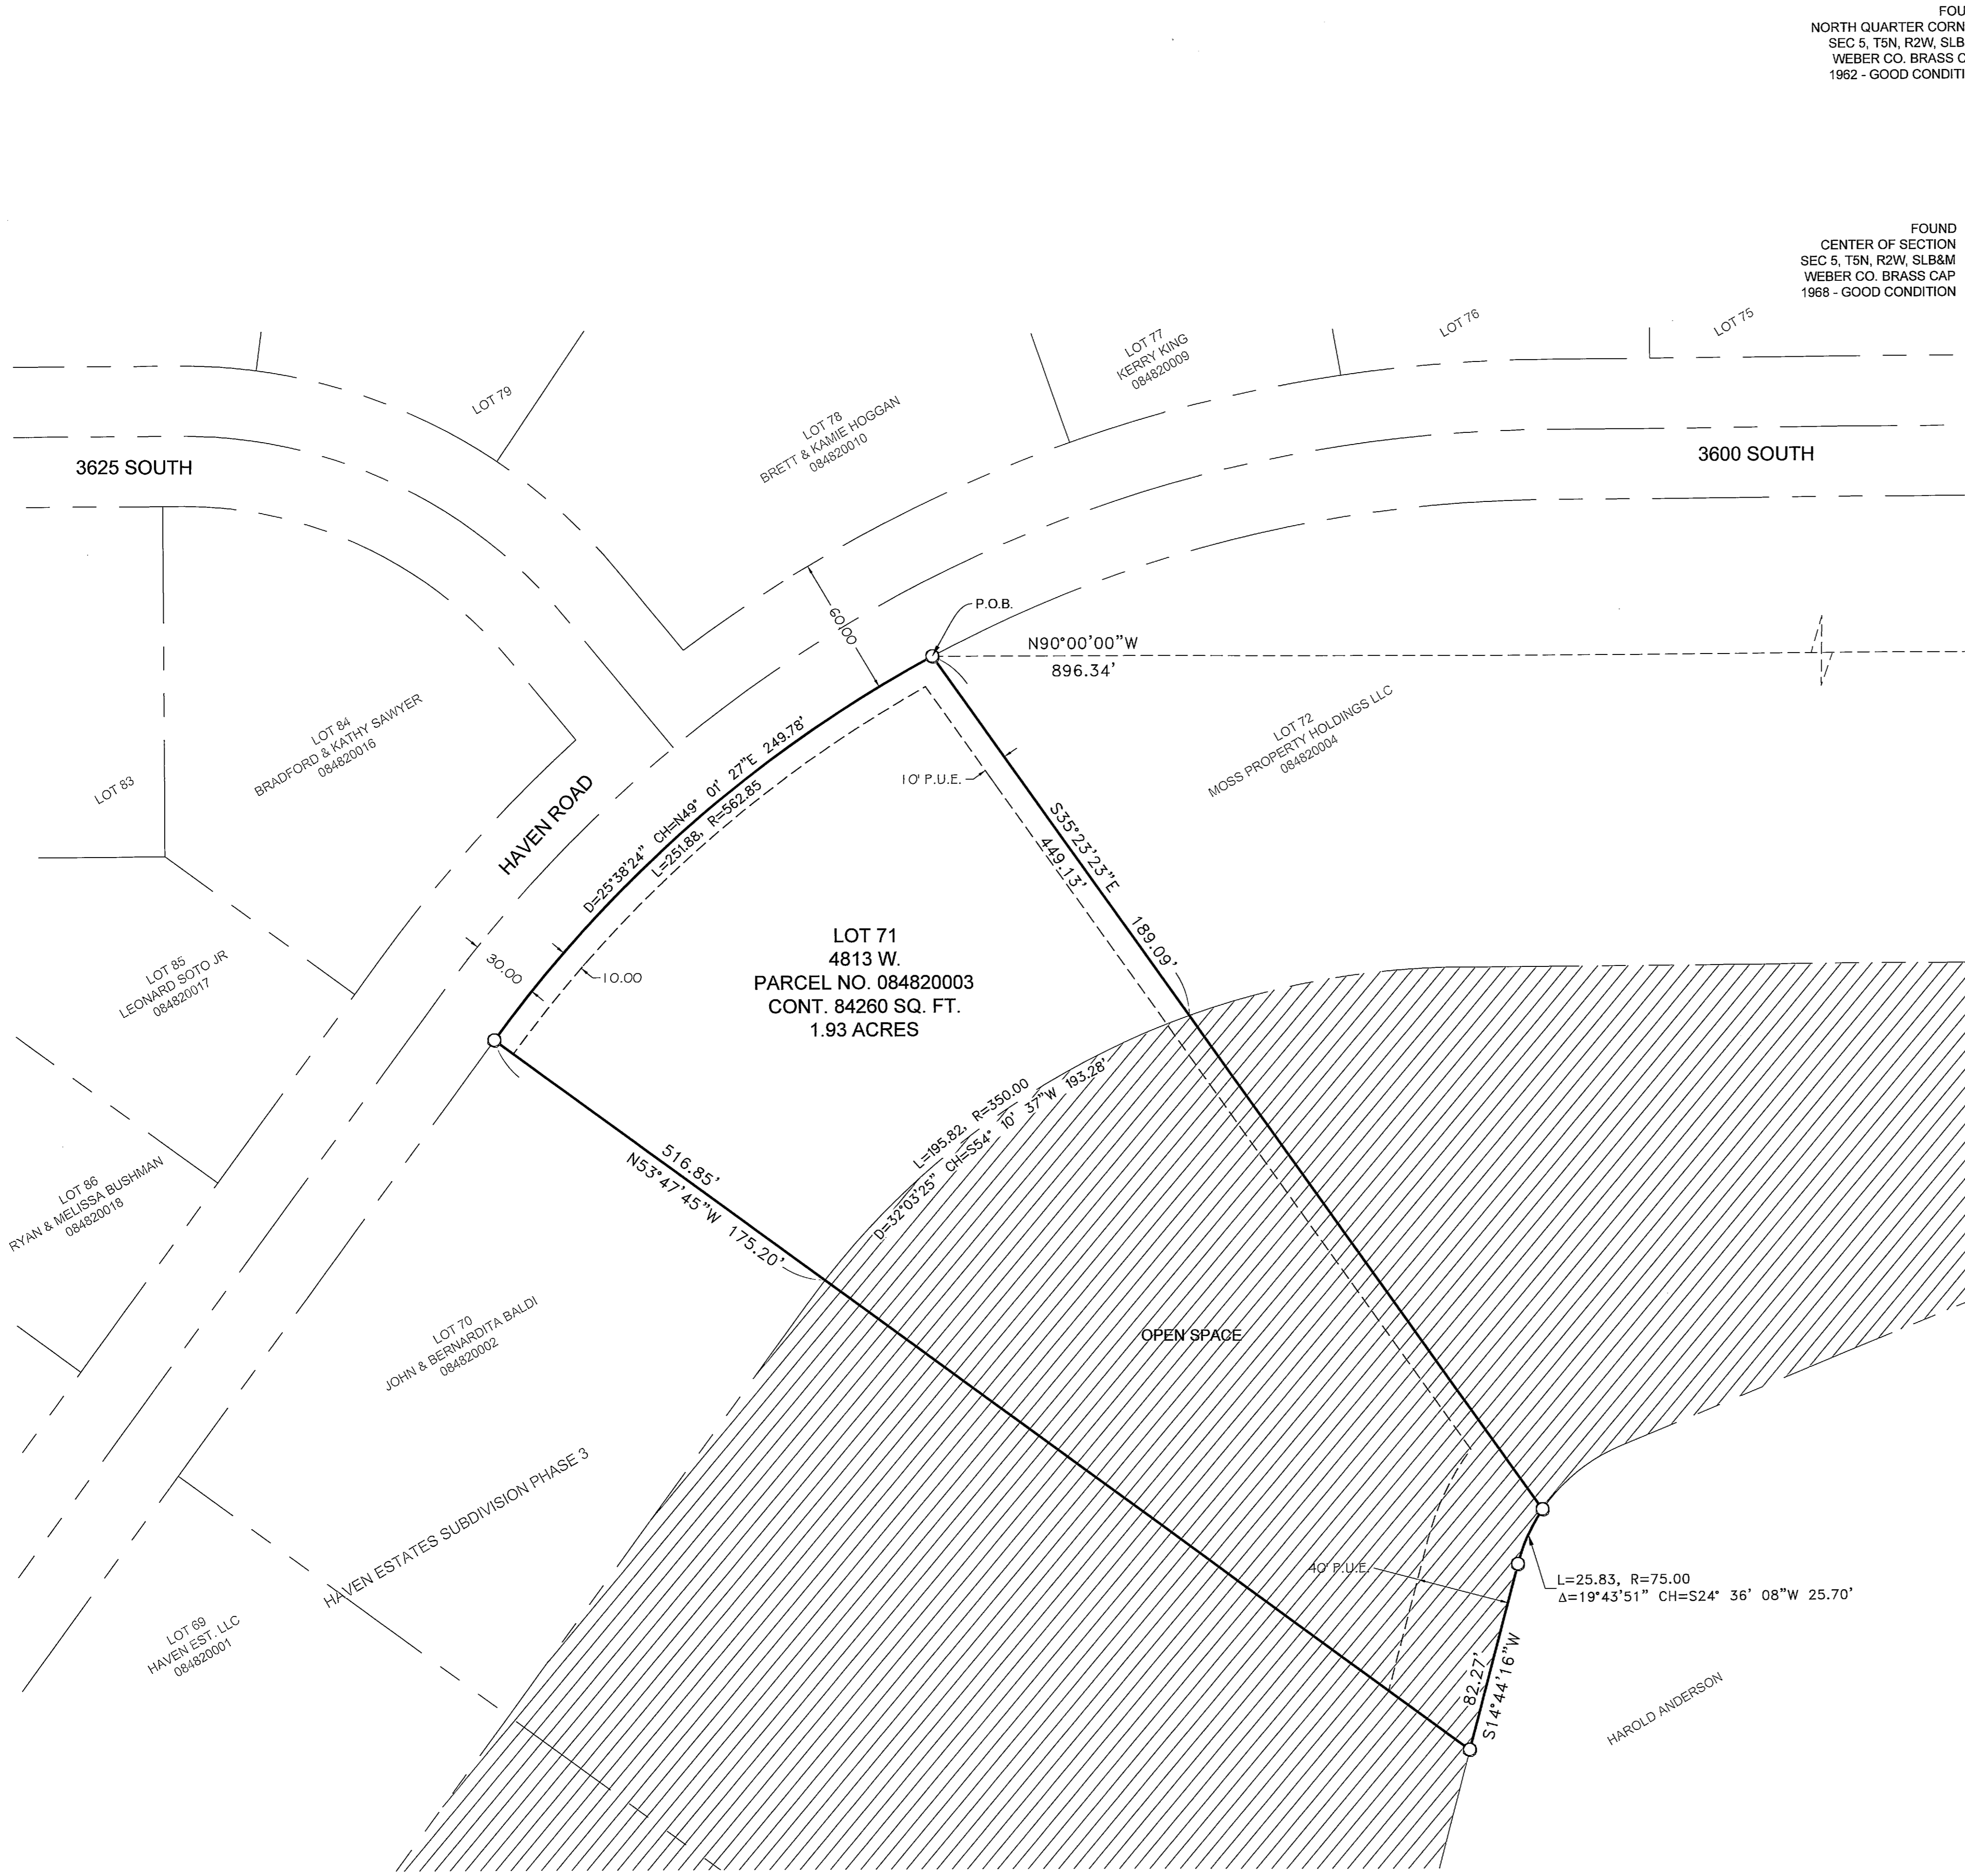 FOU
NORTH QUARTER CORN
SEC 5, T5N, R2W, SLB
WEBER CO. BRASS C
1962 - GOOD CONDITI
FOUND
CENTER OF SECTION
SEC 5, T5N, R2W, SLB&M
WEBER CO. BRASS CAP
1968 - GOOD CONDITION
LOT 75
LOT 76
LOT 77
KERRY KING
084820009
LOT 79
LOT 78
BRETT & KAMIE HOGGAN
084820010
3625 SOUTH
3600 SOUTH
60.00
P.O.B.
N90°00'00"W
896.34'
LOT 84
BRADFORD & KATHY SAWYER
084820016
LOT 83
LOT 72
MOSS PROPERTY HOLDINGS LLC
084820004
HAVEN ROAD
D=25°38'24" CH=N49° 01' 27"E 249.78'
L=251.88, R=562.85
10' P.U.E.
S35°23'23"E 189.09'
449.13'
LOT 85
LEONARD SOTO JR
084820017
30.00
10.00
LOT 71
4813 W.
PARCEL NO. 084820003
CONT. 84260 SQ. FT.
1.93 ACRES
L=195.82, R=350.00
D=32°03'25" CH=S54° 10' 37"W 193.28'
516.85'
N53°47'45"W 175.20'
LOT 86
RYAN & MELISSA BUSHMAN
084820018
LOT 70
JOHN & BERNARDITA BALDI
084820002
OPEN SPACE
HAVEN ESTATES SUBDIVISION PHASE 3
40' P.U.E.
L=25.83, R=75.00
Δ=19°43'51" CH=S24° 36' 08"W 25.70'
LOT 69
HAVEN EST. LLC
084820001
82.27'
S14°44'16"W
HAROLD ANDERSON